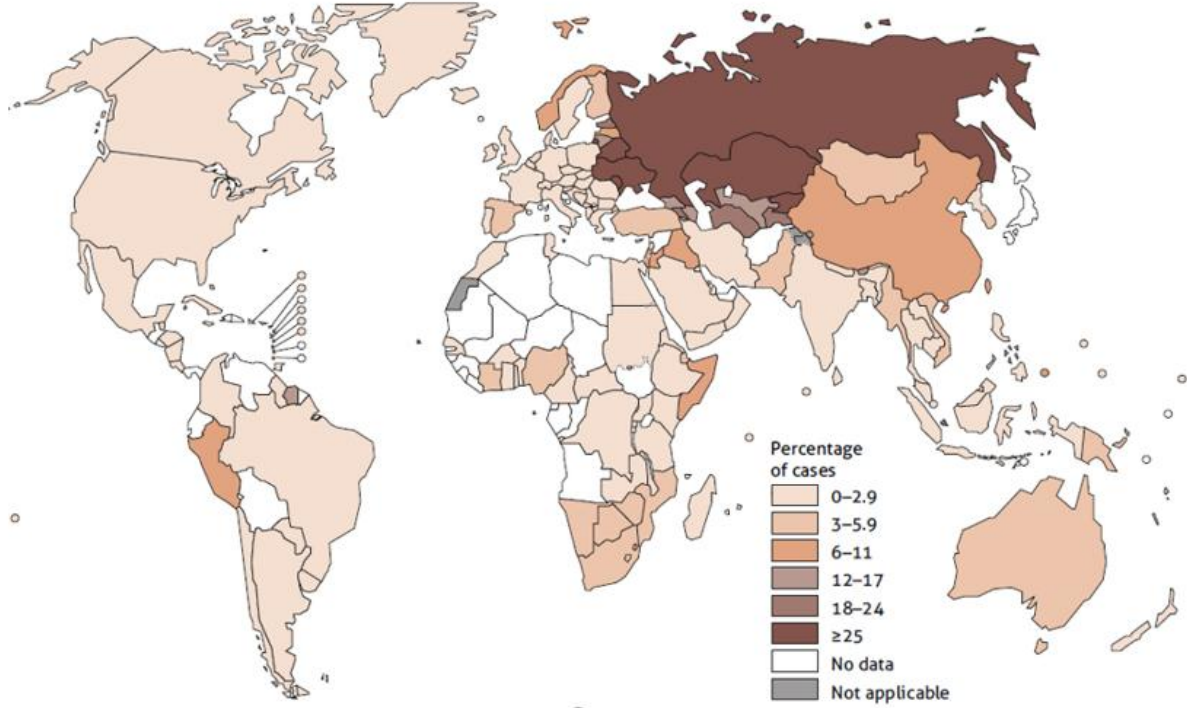 Percentage
of cases
0–2.9
3–5.9
6–11
12–17
18–24
≥25
No data
Not applicable